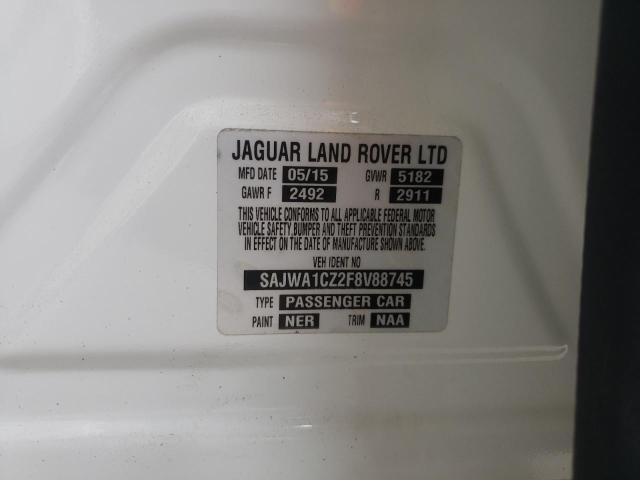 JAGUAR LAND ROVER LTD
MFD DATE 05/15 GVWR 5182
GAWR F 2492 R 2911
THIS VEHICLE CONFORMS TO ALL APPLICABLE FEDERAL MOTOR
VEHICLE SAFETY,BUMPER AND THEFT PREVENTION STANDARDS
IN EFFECT ON THE DATE OF MANUFACTURE SHOWN ABOVE.
VEH IDENT NO
SAJWA1CZ2F8V88745
TYPE PASSENGER CAR
PAINT NER TRIM NAA